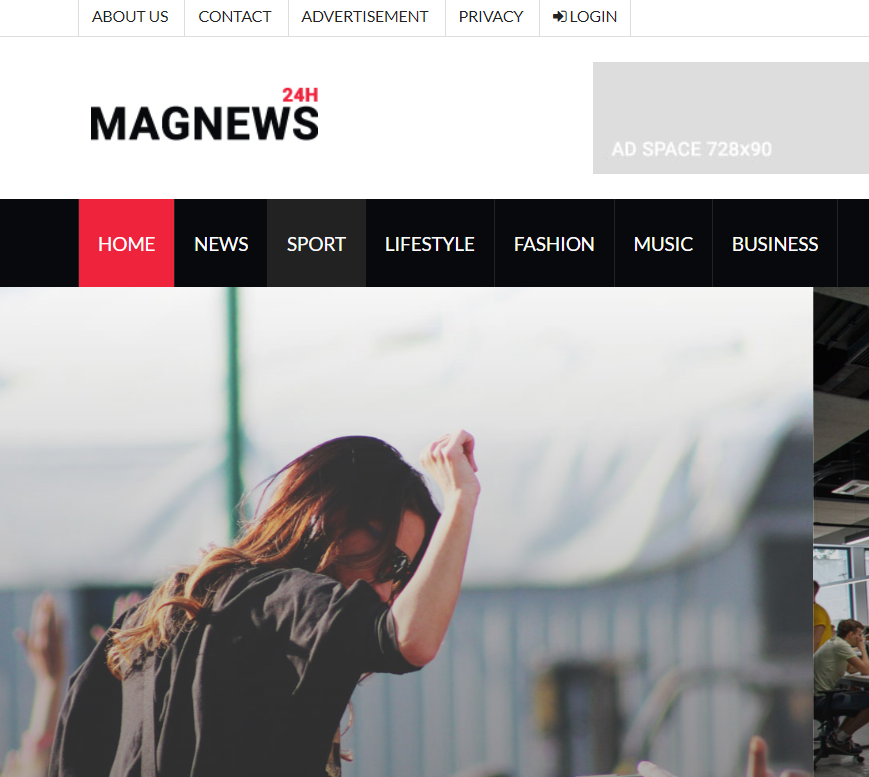 ABOUT US CONTACT ADVERTISEMENT PRIVACY LOGIN
24H
MAGNEWS
AD SPACE 728x90
HOME NEWS SPORT LIFESTYLE FASHION MUSIC BUSINESS